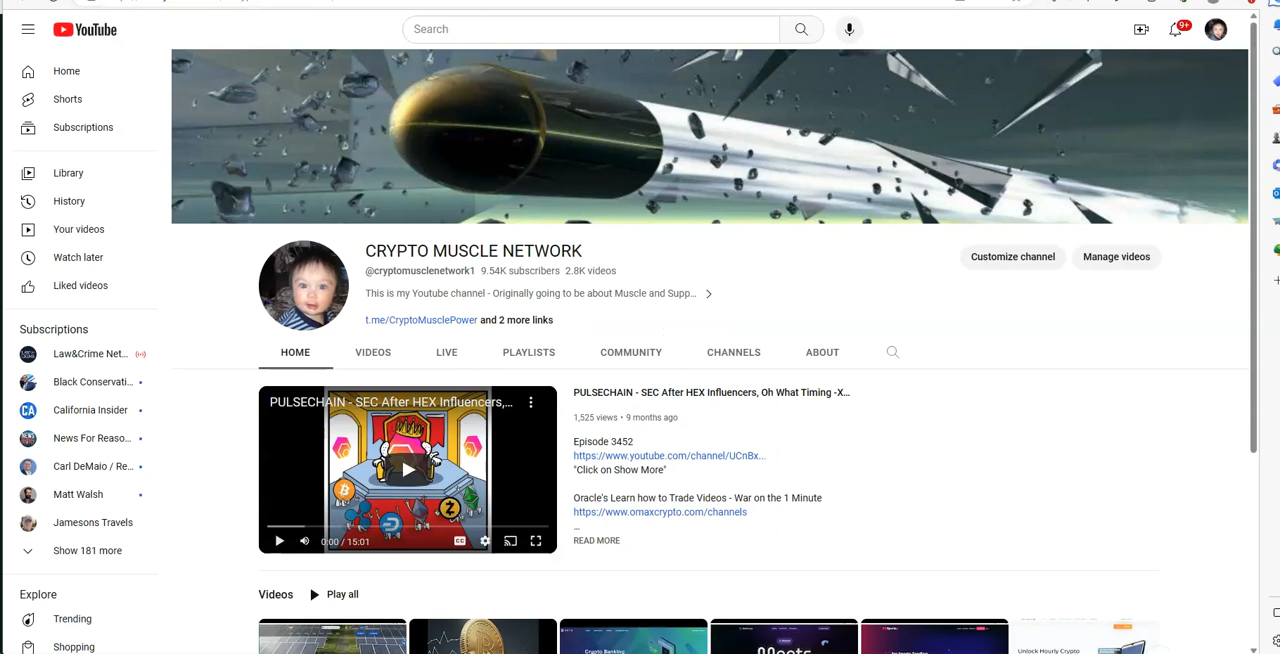 YouTube
Search
9+
Home
Shorts
Subscriptions
Library
History
Your videos
Watch later
Liked videos
Subscriptions
Law&Crime Net...
Black Conservati...
California Insider
News For Reaso...
Carl DeMaio / Re...
Matt Walsh
Jamesons Travels
Show 181 more
Explore
Trending
Shopping
CRYPTO MUSCLE NETWORK
@cryptomusclenetwork1 9.54K subscribers 2.8K videos
This is my Youtube channel - Originally going to be about Muscle and Supp...
t.me/CryptoMusclePower and 2 more links
Customize channel
Manage videos
HOME VIDEOS LIVE PLAYLISTS COMMUNITY CHANNELS ABOUT
PULSECHAIN - SEC After HEX Influencers,...
0:00 / 15:01
CC
PULSECHAIN - SEC After HEX Influencers, Oh What Timing -X...
1,525 views • 9 months ago
Episode 3452
https://www.youtube.com/channel/UCnBx...
"Click on Show More"
Oracle's Learn how to Trade Videos - War on the 1 Minute
https://www.omaxcrypto.com/channels
...
READ MORE
Videos
Play all
Crypto Banking
Unlock Hourly Crypto